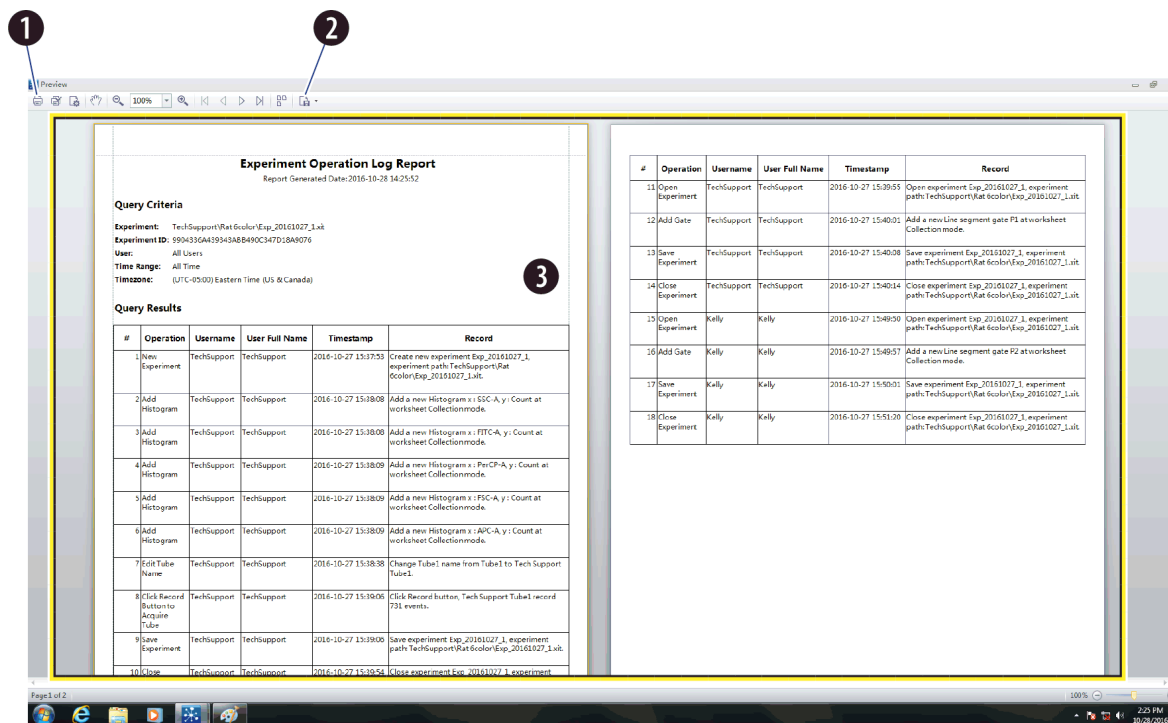 1
2
Preview
100%
Experiment Operation Log Report
Report Generated Date:2016-10-28 14:25:52
Query Criteria
Experiment: TechSupport\Rat 6color\Exp_20161027_1.xit
Experiment ID: 9904336A439343ABB490C347D18A9076
User: All Users
Time Range: All Time
Timezone: (UTC-05:00) Eastern Time (US & Canada)
3
Query Results
# Operation Username User Full Name Timestamp Record
1 New Experiment TechSupport TechSupport 2016-10-27 15:37:53 Create new experiment Exp_20161027_1, experiment path: TechSupport\Rat 6color\Exp_20161027_1.xit.
2 Add Histogram TechSupport TechSupport 2016-10-27 15:38:08 Add a new Histogram x : SSC-A, y : Count at worksheet Collection mode.
3 Add Histogram TechSupport TechSupport 2016-10-27 15:38:08 Add a new Histogram x : FITC-A, y : Count at worksheet Collection mode.
4 Add Histogram TechSupport TechSupport 2016-10-27 15:38:09 Add a new Histogram x : PerCP-A, y : Count at worksheet Collection mode.
5 Add Histogram TechSupport TechSupport 2016-10-27 15:38:09 Add a new Histogram x : FSC-A, y : Count at worksheet Collection mode.
6 Add Histogram TechSupport TechSupport 2016-10-27 15:38:09 Add a new Histogram x : APC-A, y : Count at worksheet Collection mode.
7 Edit Tube Name TechSupport TechSupport 2016-10-27 15:38:38 Change Tube1 name from Tube1 to Tech Support Tube1.
8 Click Record Button to Acquire Tube TechSupport TechSupport 2016-10-27 15:39:06 Click Record button, Tech Support Tube1 record 731 events.
9 Save Experiment TechSupport TechSupport 2016-10-27 15:39:06 Save experiment Exp_20161027_1, experiment path: TechSupport\Rat 6color\Exp_20161027_1.xit.
10 Close TechSupport TechSupport 2016-10-27 15:39:54 Close experiment Exp_20161027_1, experiment
# Operation Username User Full Name Timestamp Record
11 Open Experiment TechSupport TechSupport 2016-10-27 15:39:55 Open experiment Exp_20161027_1, experiment path: TechSupport\Rat 6color\Exp_20161027_1.xit.
12 Add Gate TechSupport TechSupport 2016-10-27 15:40:01 Add a new Line segment gate P1 at worksheet Collection mode.
13 Save Experiment TechSupport TechSupport 2016-10-27 15:40:08 Save experiment Exp_20161027_1, experiment path: TechSupport\Rat 6color\Exp_20161027_1.xit.
14 Close Experiment TechSupport TechSupport 2016-10-27 15:40:14 Close experiment Exp_20161027_1, experiment path: TechSupport\Rat 6color\Exp_20161027_1.xit.
15 Open Experiment Kelly Kelly 2016-10-27 15:49:50 Open experiment Exp_20161027_1, experiment path: TechSupport\Rat 6color\Exp_20161027_1.xit.
16 Add Gate Kelly Kelly 2016-10-27 15:49:57 Add a new Line segment gate P2 at worksheet Collection mode.
17 Save Experiment Kelly Kelly 2016-10-27 15:50:01 Save experiment Exp_20161027_1, experiment path: TechSupport\Rat 6color\Exp_20161027_1.xit.
18 Close Experiment Kelly Kelly 2016-10-27 15:51:20 Close experiment Exp_20161027_1, experiment path: TechSupport\Rat 6color\Exp_20161027_1.xit.
Page 1 of 2
100%
2:25 PM
10/28/2016